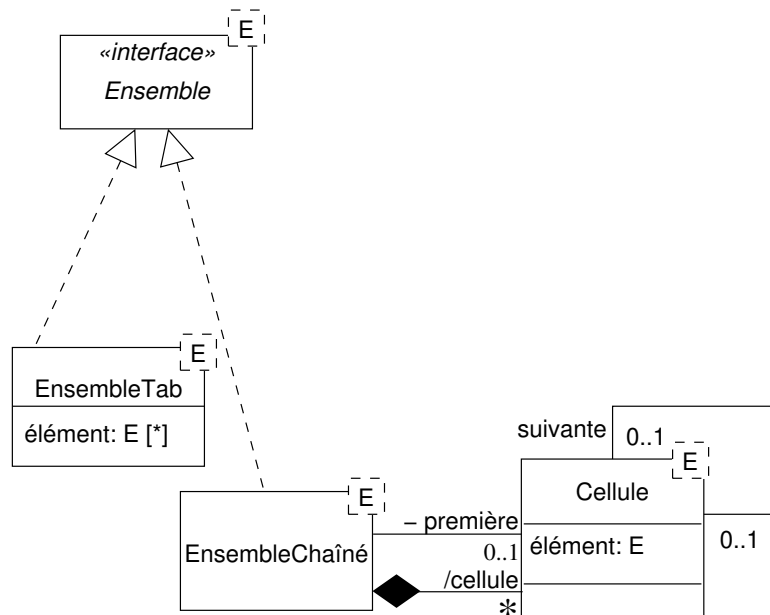 E
«interface»
Ensemble
E
EnsembleTab
élément: E [*]
suivante
0..1
E
Cellule
E
– première
élément: E
0..1
EnsembleChaîné
0..1
/cellule
*